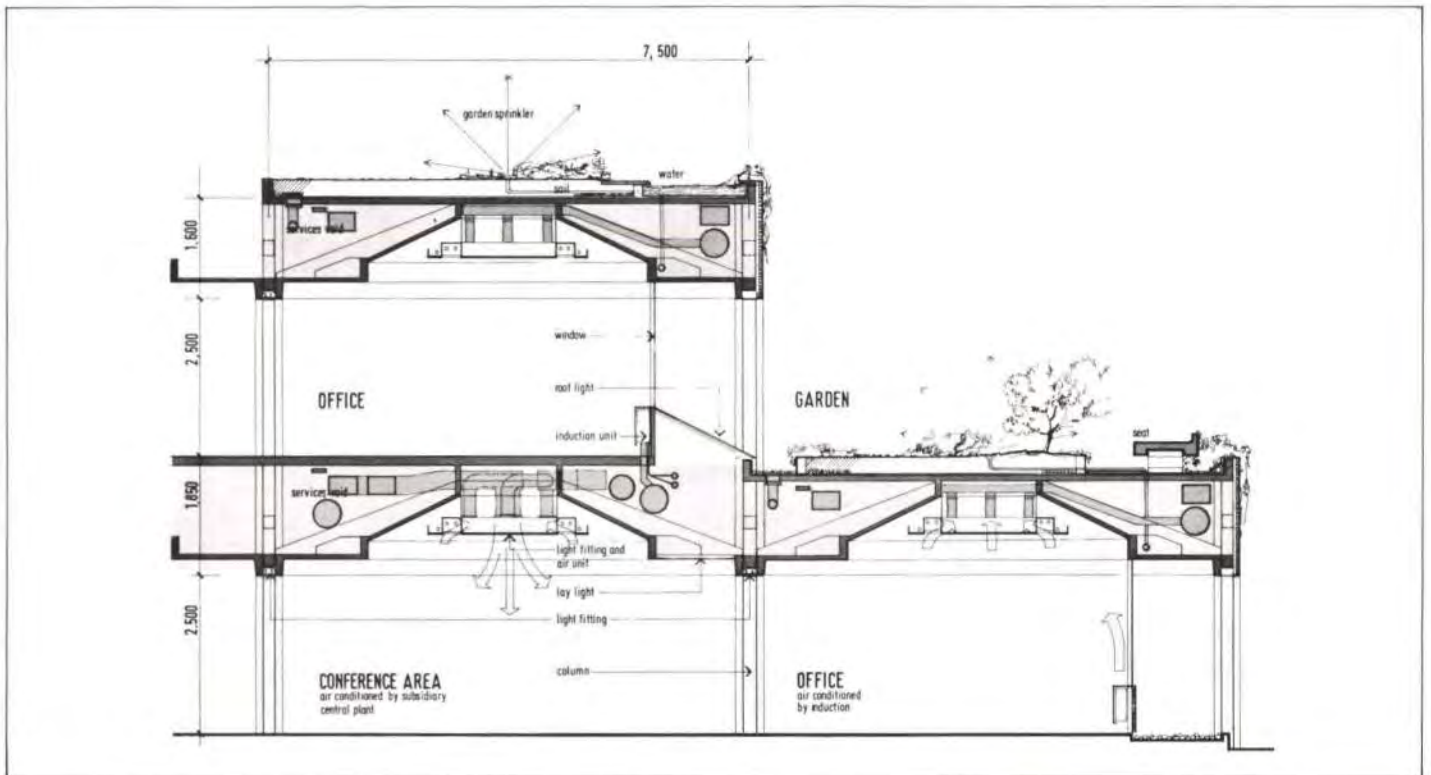 7,500
garden sprinkler
soil
water
services void
1,600
window
2,500
roof light
OFFICE
GARDEN
induction unit
seat
services void
1,850
light fitting and
air unit
lay light
light fitting
2.500
column
CONFERENCE AREA
air conditioned by subsidiary
central plant
OFFICE
air conditioned
by induction